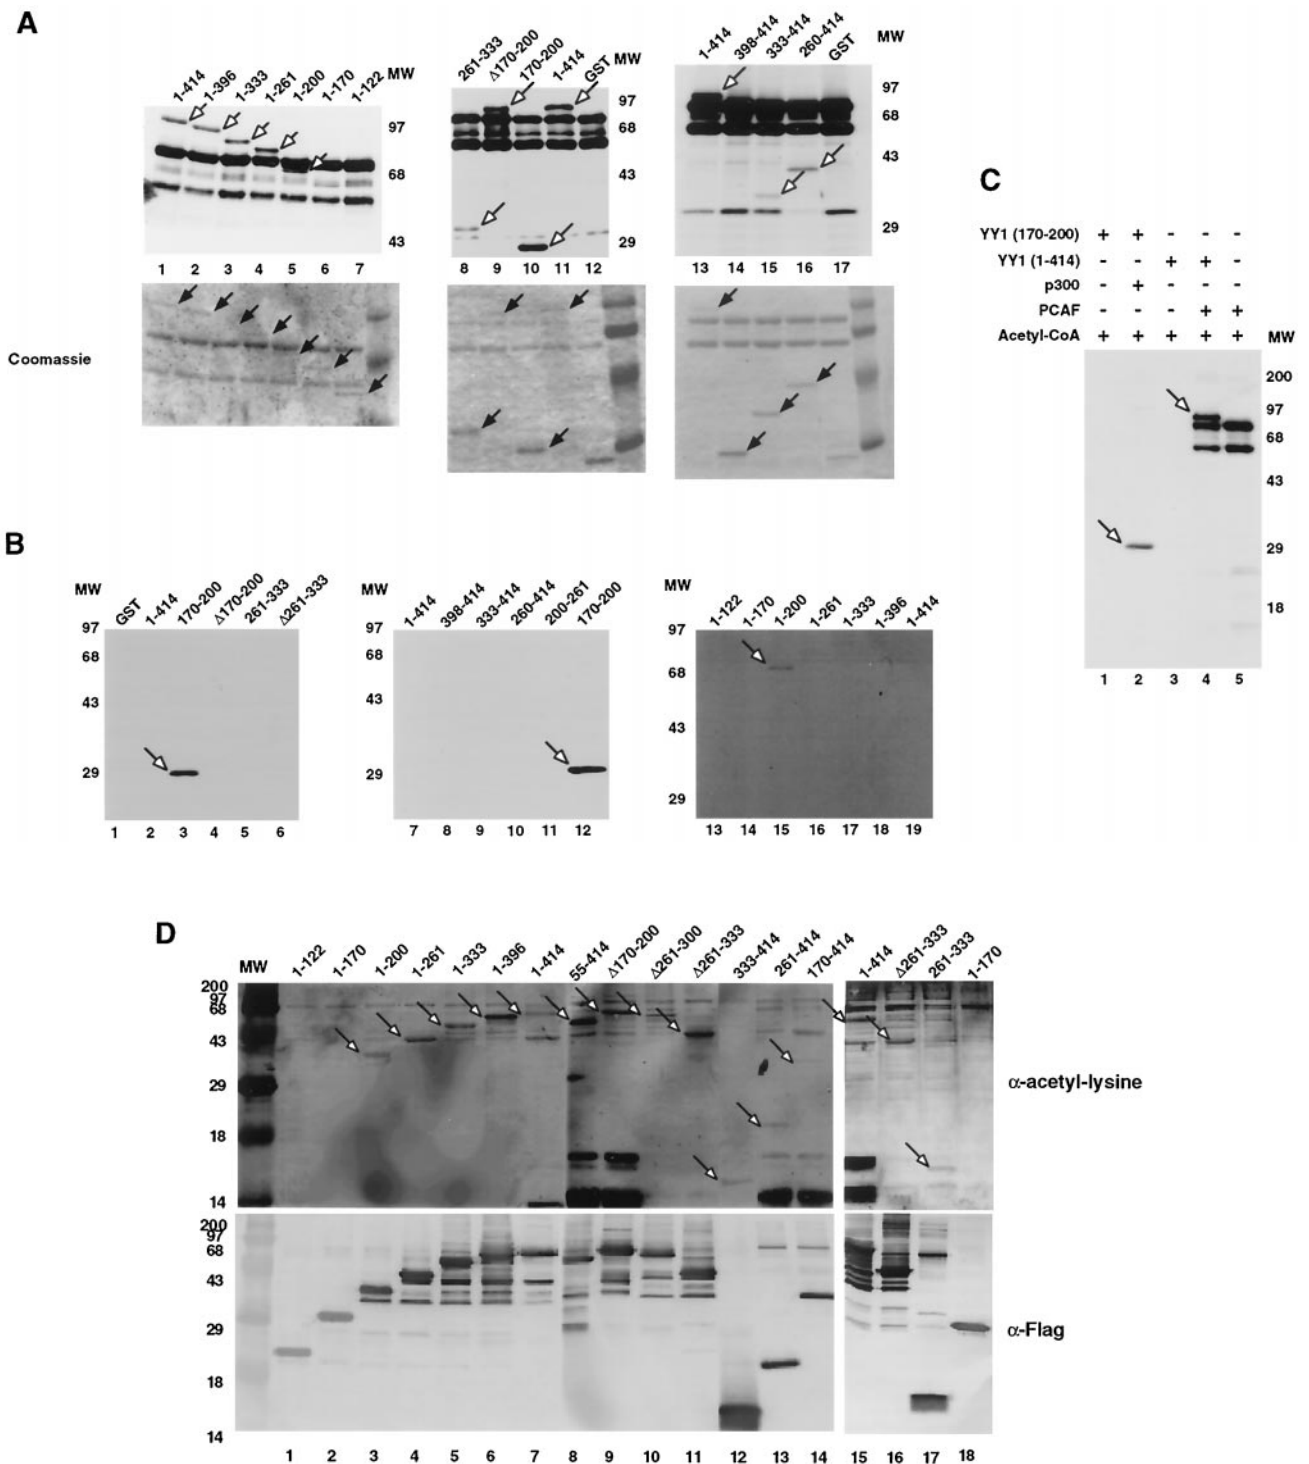 A
1-414 1-396 1-333 1-261 1-200 1-170 1-122 MW
97
68
43
1 2 3 4 5 6 7
261-333 Δ170-200 170-200 1-414 GST MW
97
68
43
29
8 9 10 11 12
1-414 398-414 333-414 260-414 GST MW
97
68
43
29
13 14 15 16 17
Coomassie
B
MW GST 1-414 170-200 Δ170-200 261-333 Δ261-333
97
68
43
29
1 2 3 4 5 6
MW 1-414 398-414 333-414 260-414 200-261 170-200
97
68
43
29
7 8 9 10 11 12
MW 1-122 1-170 1-200 1-261 1-333 1-396 1-414
97
68
43
29
13 14 15 16 17 18 19
C
YY1 (170-200) + + - - -
YY1 (1-414) - - + + -
p300 - + - - -
PCAF - - - + +
Acetyl-CoA + + + + + MW
200
97
68
43
29
18
1 2 3 4 5
D
MW 1-122 1-170 1-200 1-261 1-333 1-396 1-414 55-414 Δ170-200 Δ261-300 Δ261-333 333-414 261-414 170-414 1-414 Δ261-333 261-333 1-170
200
97
68
43
29
18
14
α-acetyl-lysine
200
97
68
43
29
18
14
α-Flag
1 2 3 4 5 6 7 8 9 10 11 12 13 14 15 16 17 18